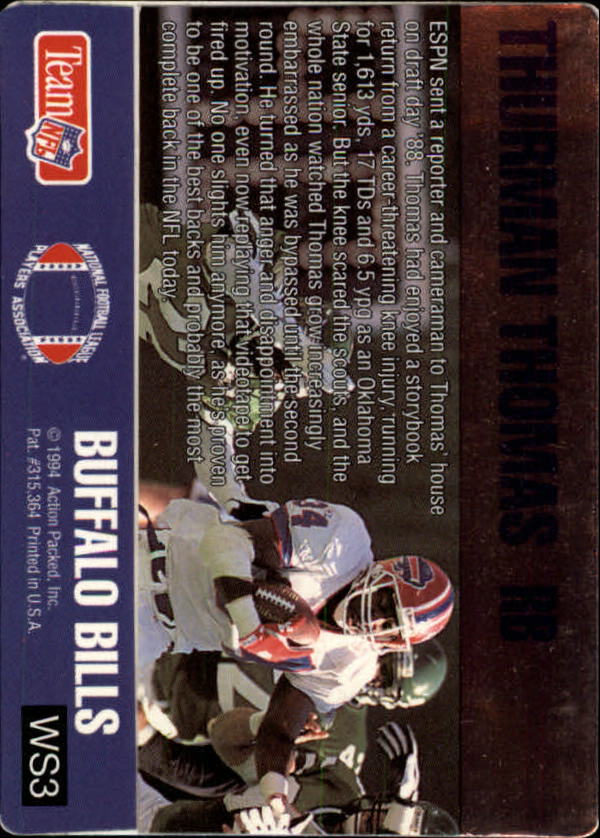 THURMAN THOMAS RB
ESPN sent a reporter and cameraman to Thomas' house
on draft day '88. Thomas had enjoyed a storybook
return from a career-threatening knee injury, running
for 1,613 yds, 17 TDs and 6.5 ypg as an Oklahoma
State senior. But the knee scared the scouts, and the
whole nation watched Thomas grow increasingly
embarrassed as he was bypassed until the second
round. He turned that anger and disappointment into
motivation, even now replaying that videotape to get
fired up. No one slights him anymore as he's proven
to be one of the best backs and probably the most
complete back in the NFL today.
34
Team
NFL
NATIONAL FOOTBALL LEAGUE
PLAYERS ASSOCIATION
BUFFALO BILLS
© 1994 Action Packed, Inc.
Pat. #315,364 Printed in U.S.A.
WS3